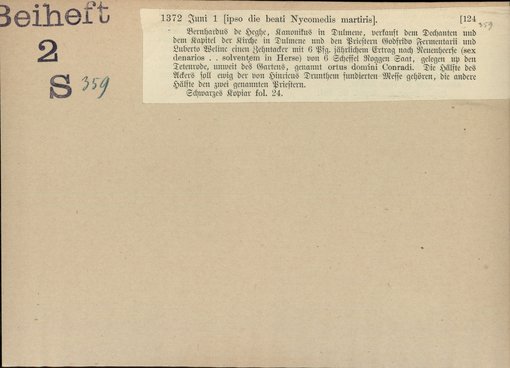 Beiheft
2
S 359
1372 Juni 1 [ipso die beati Nycomedis martiris]. [124
359
Bernhardus de Heghe, Kanonikus in Dulmene, verkauft dem Dechanten und
dem Kapitel der Kirche in Dulmene und den Priestern Godfrido Fermentarii und
Luberto Weline einen Zehntacker mit 6 Pfg. jährlichem Ertrag nach Neuenheerse (sex
denarios . . solventem in Herse) von 6 Scheffel Roggen Saat, gelegen up den
Totenrode, unweit des Gartens, genannt ortus domini Conradi. Die Hälfte des
Ackers soll ewig der von Hinricus Drunthem fundierten Messe gehören, die andere
Hälfte den zwei genannten Priestern.
Schwarzes Kopiar fol. 24.